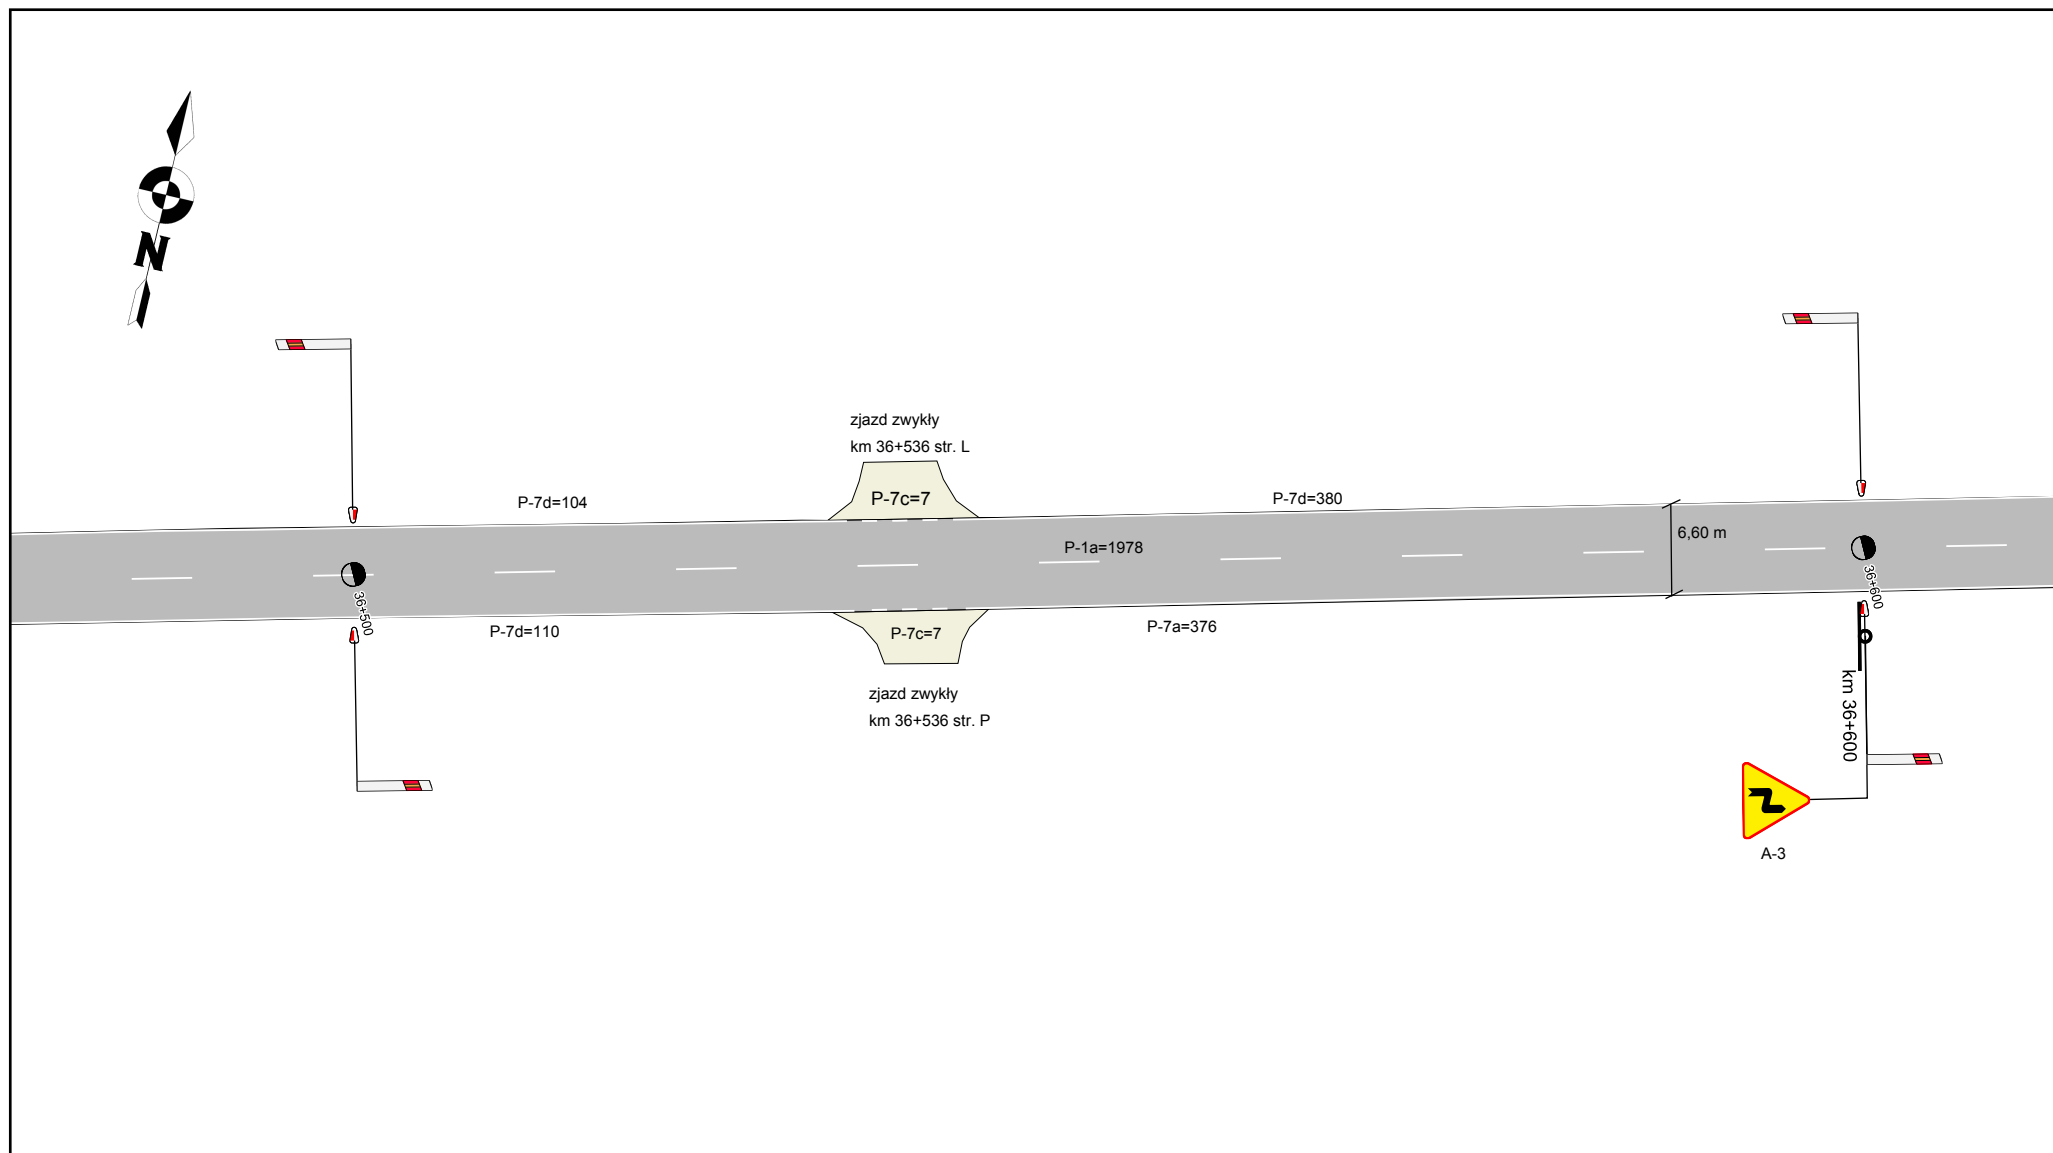 N
zjazd zwykły
km 36+536 str. L
P-7d=104
P-7c=7
P-7d=380
P-1a=1978
6,60 m
36+500
36+600
P-7d=110
P-7c=7
P-7a=376
zjazd zwykły
km 36+536 str. P
km 36+600
A-3